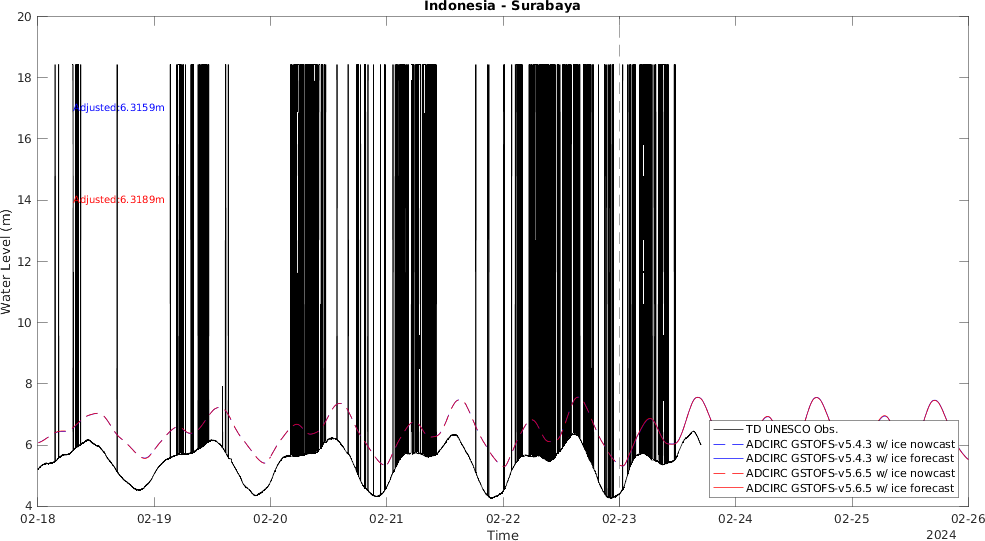 Indonesia - Surabaya
20
18
16
14
12
10
8
6
4
Water Level (m)
Adjusted:6.3159m
Adjusted:6.3189m
TD UNESCO Obs.
ADCIRC GSTOFS-v5.4.3 w/ ice nowcast
ADCIRC GSTOFS-v5.4.3 w/ ice forecast
ADCIRC GSTOFS-v5.6.5 w/ ice nowcast
ADCIRC GSTOFS-v5.6.5 w/ ice forecast
02-18 02-19 02-20 02-21 02-22 02-23 02-24 02-25 02-26
Time
2024